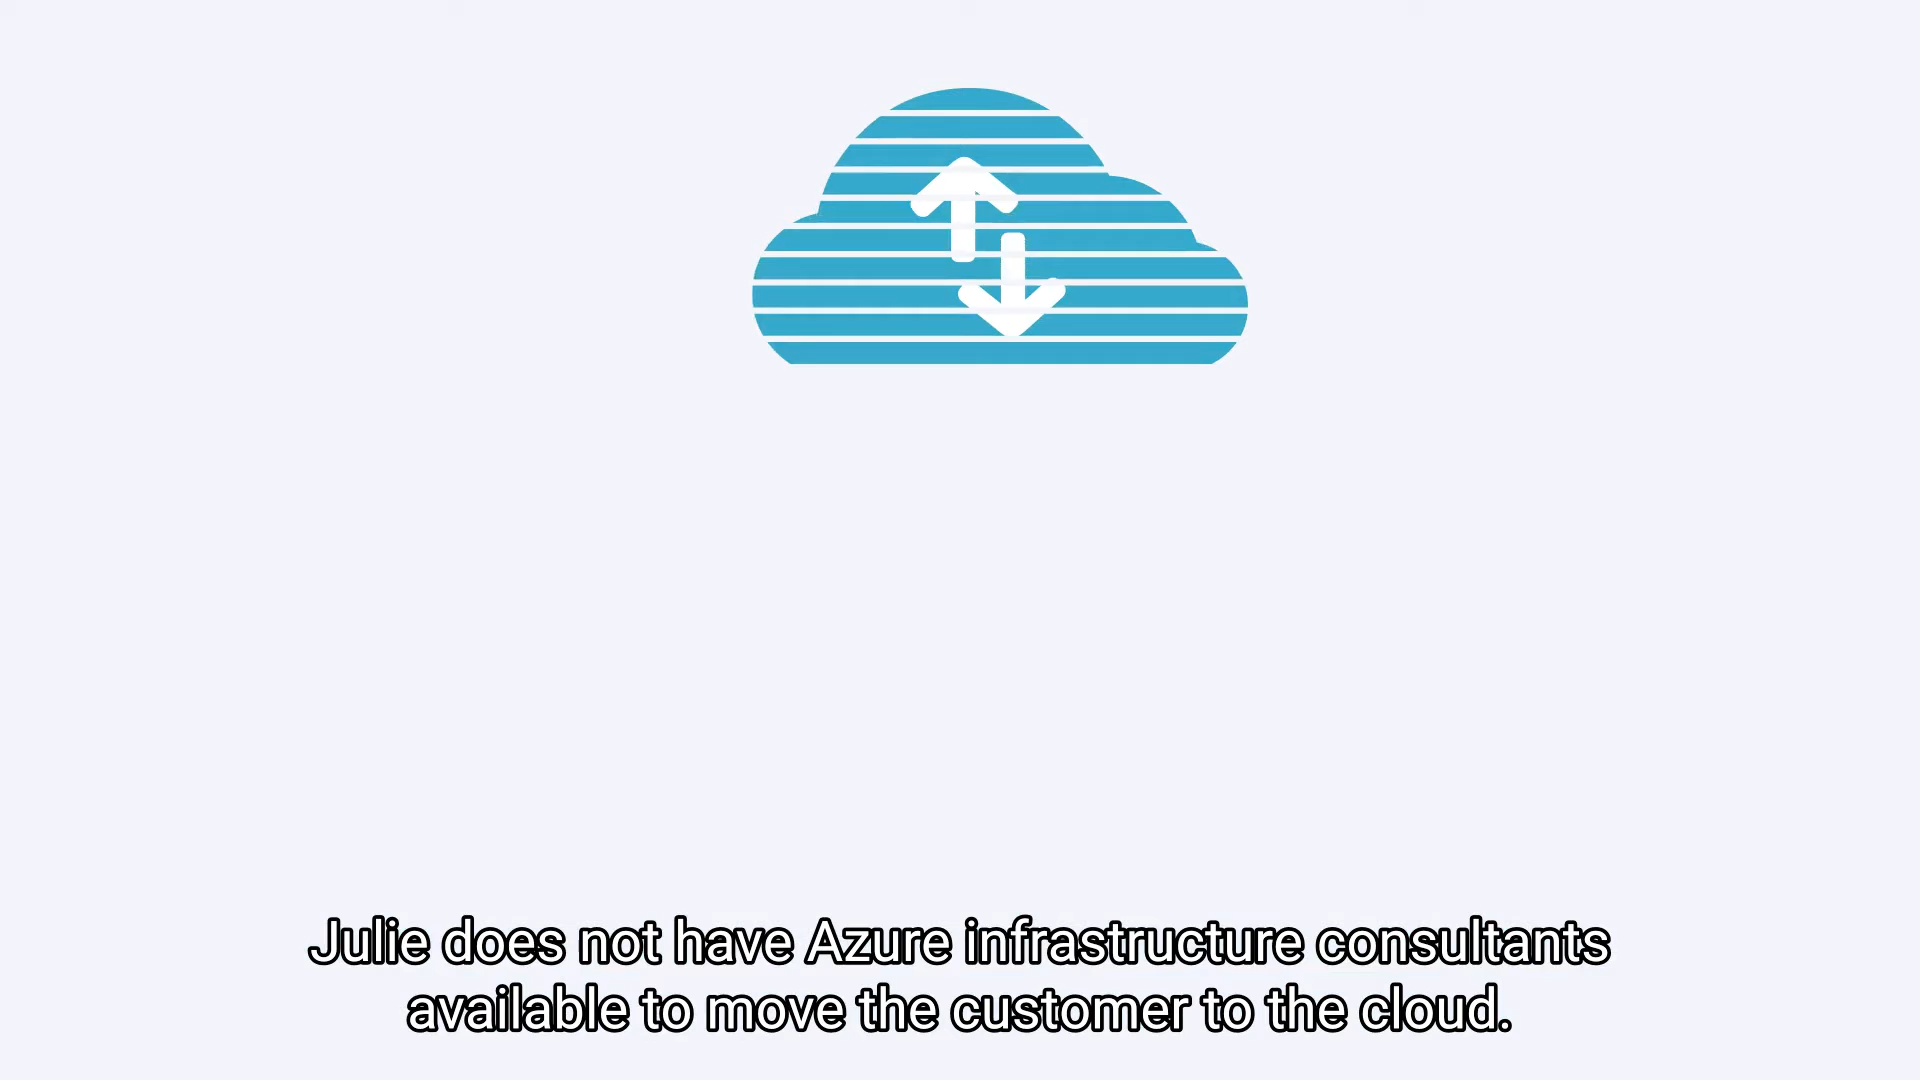 Julie does not have Azure infrastructure consultants
available to move the customer to the cloud.